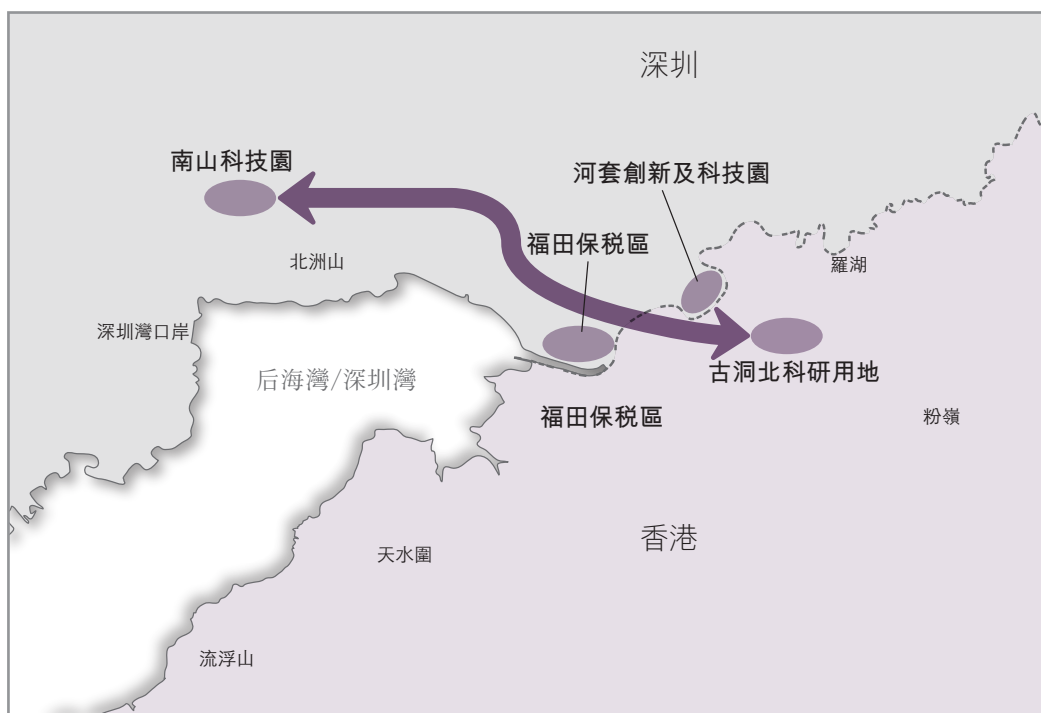 深圳
南山科技園
河套創新及科技園
福田保税區
北洲山
羅湖
深圳灣口岸
后海灣/深圳灣
古洞北科研用地
福田保税區
粉嶺
香港
天水圍
流浮山